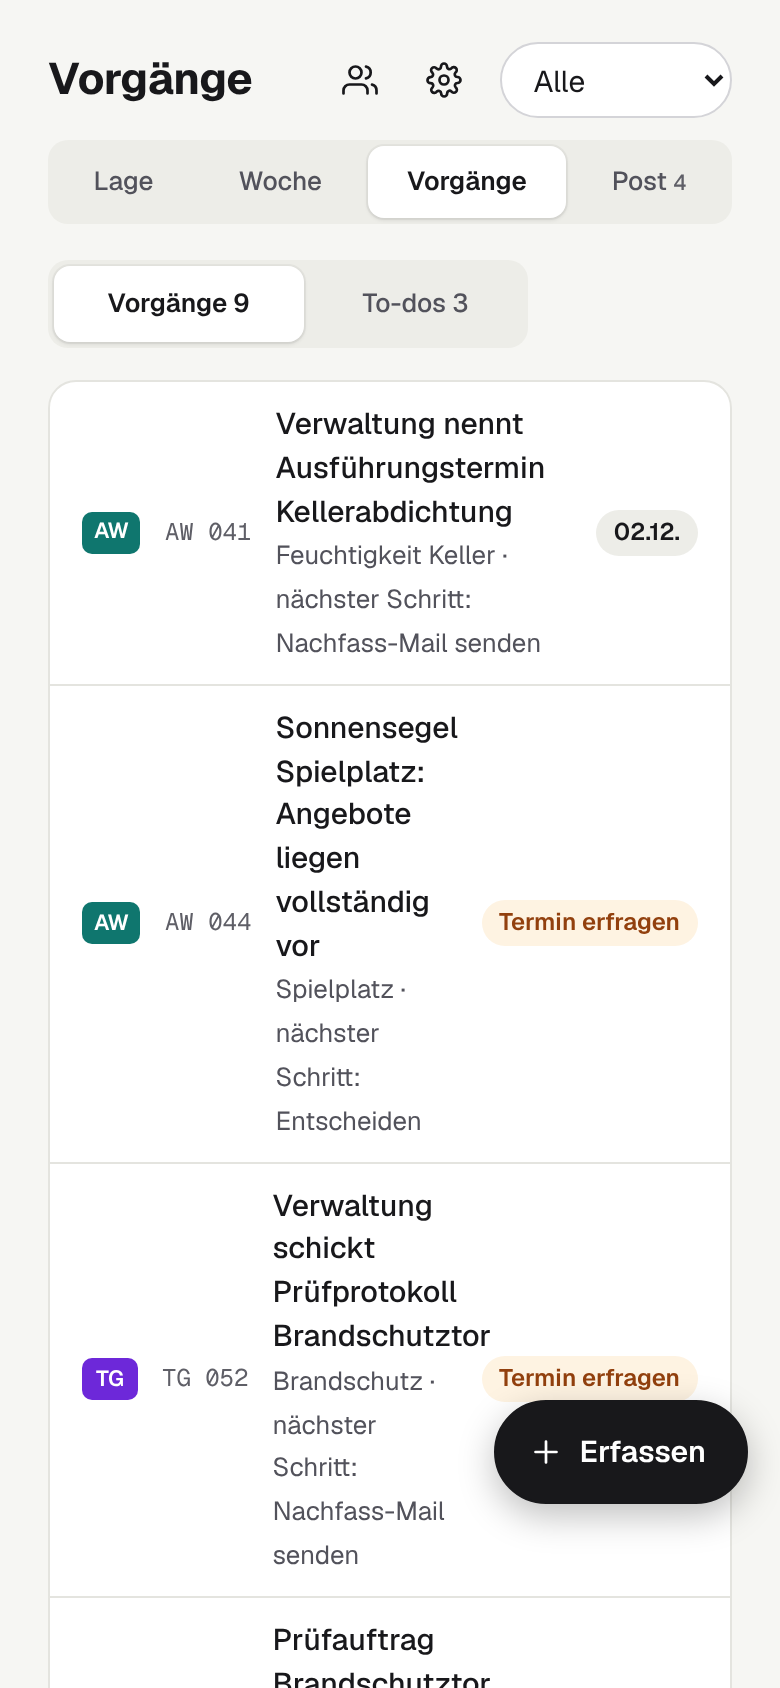 Vorgänge
Alle
Lage
Woche
Vorgänge
Post 4
Vorgänge 9
To-dos 3
AW
AW 041
Verwaltung nennt
Ausführungstermin
Kellerabdichtung
Feuchtigkeit Keller ·
nächster Schritt:
Nachfass-Mail senden
02.12.
AW
AW 044
Sonnensegel
Spielplatz:
Angebote
liegen
vollständig
vor
Spielplatz ·
nächster
Schritt:
Entscheiden
Termin erfragen
TG
TG 052
Verwaltung
schickt
Prüfprotokoll
Brandschutztor
Brandschutz ·
nächster
Schritt:
Nachfass-Mail
senden
Termin erfragen
+ Erfassen
Prüfauftrag
Brandschutztor